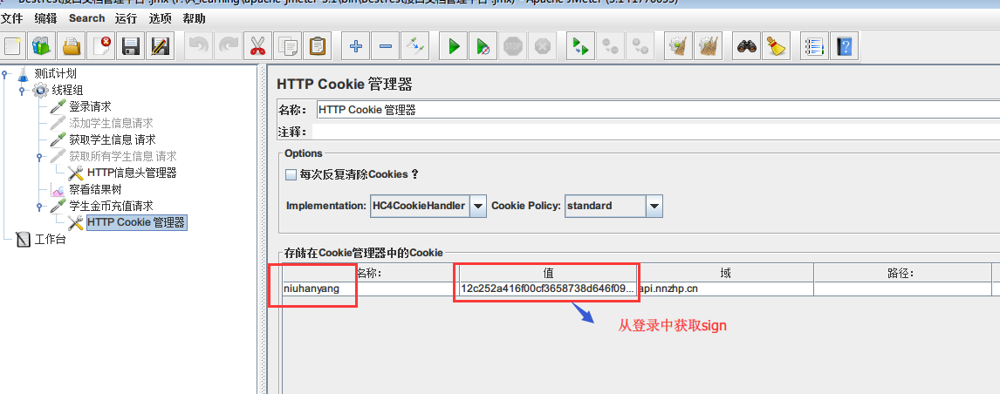 文件 编辑 Search 运行 选项 帮助
测试计划
线程组
登录请求
添加学生信息请求
获取学生信息 请求
获取所有学生信息 请求
HTTP信息头管理器
察看结果树
学生金币充值请求
HTTP Cookie 管理器
工作台
HTTP Cookie 管理器
名称: HTTP Cookie 管理器
注释:
Options
每次反复清除Cookies ?
Implementation: HC4CookieHandler Cookie Policy: standard
存储在Cookie管理器中的Cookie
名称: 值 域 路径:
niuhanyang 12c252a416f00cf3658738d646f09... api.nnzhp.cn
从登录中获取sign